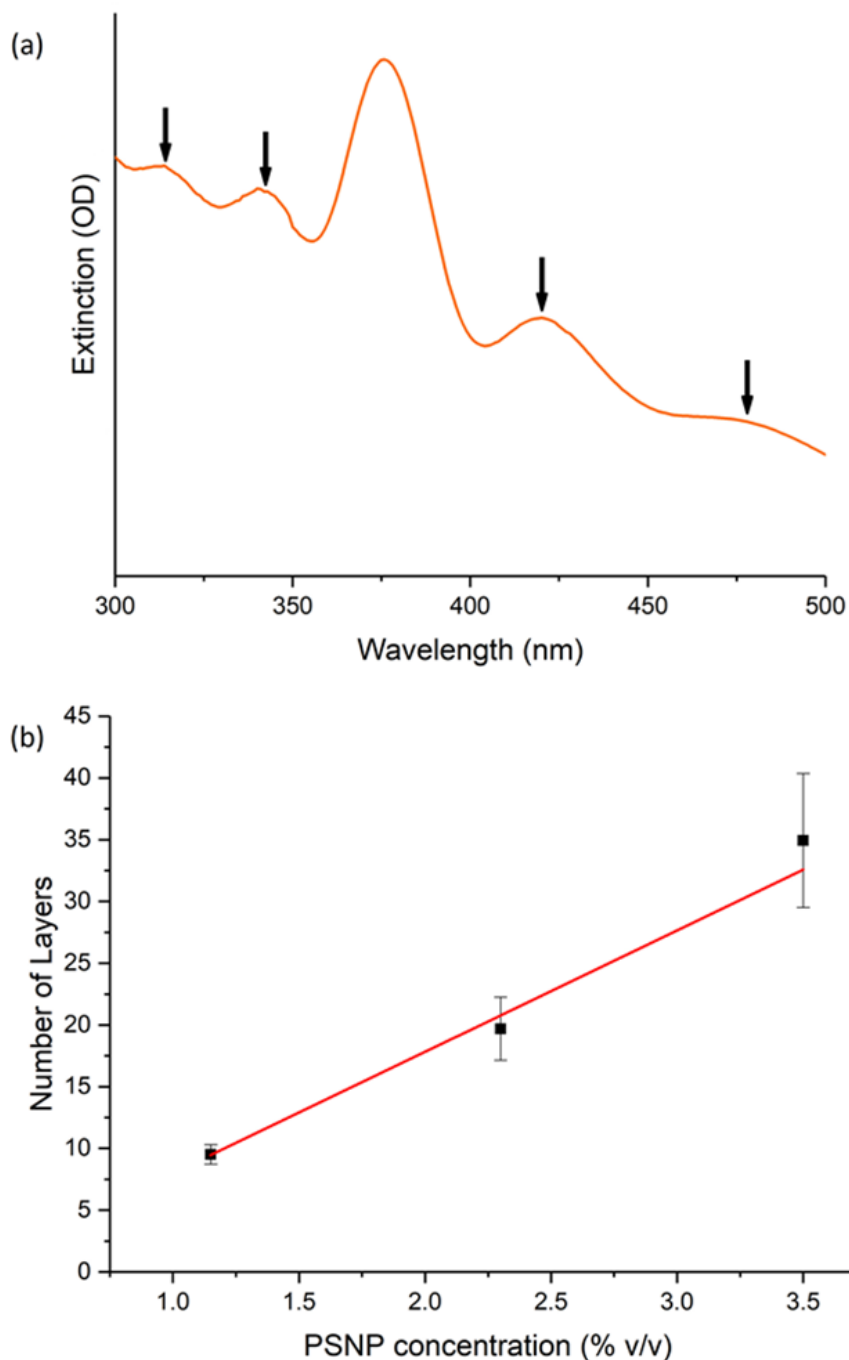 (a)
Extinction (OD)
300 350 400 450 500
Wavelength (nm)
(b)
45
40
35
30
25
20
15
10
5
0
Number of Layers
1.0 1.5 2.0 2.5 3.0 3.5
PSNP concentration (% v/v)